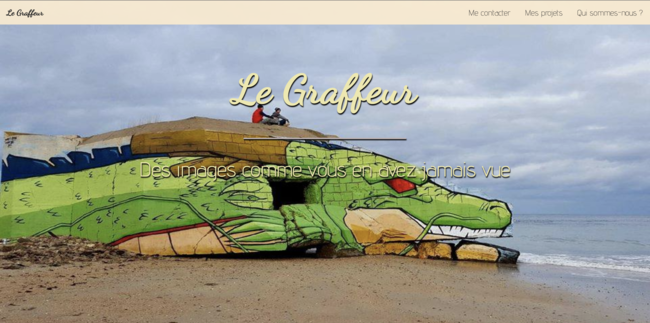 Le Graffeur
Me contacter Mes projets Qui sommes-nous ?
Le Graffeur
Des images comme vous en avez jamais vue